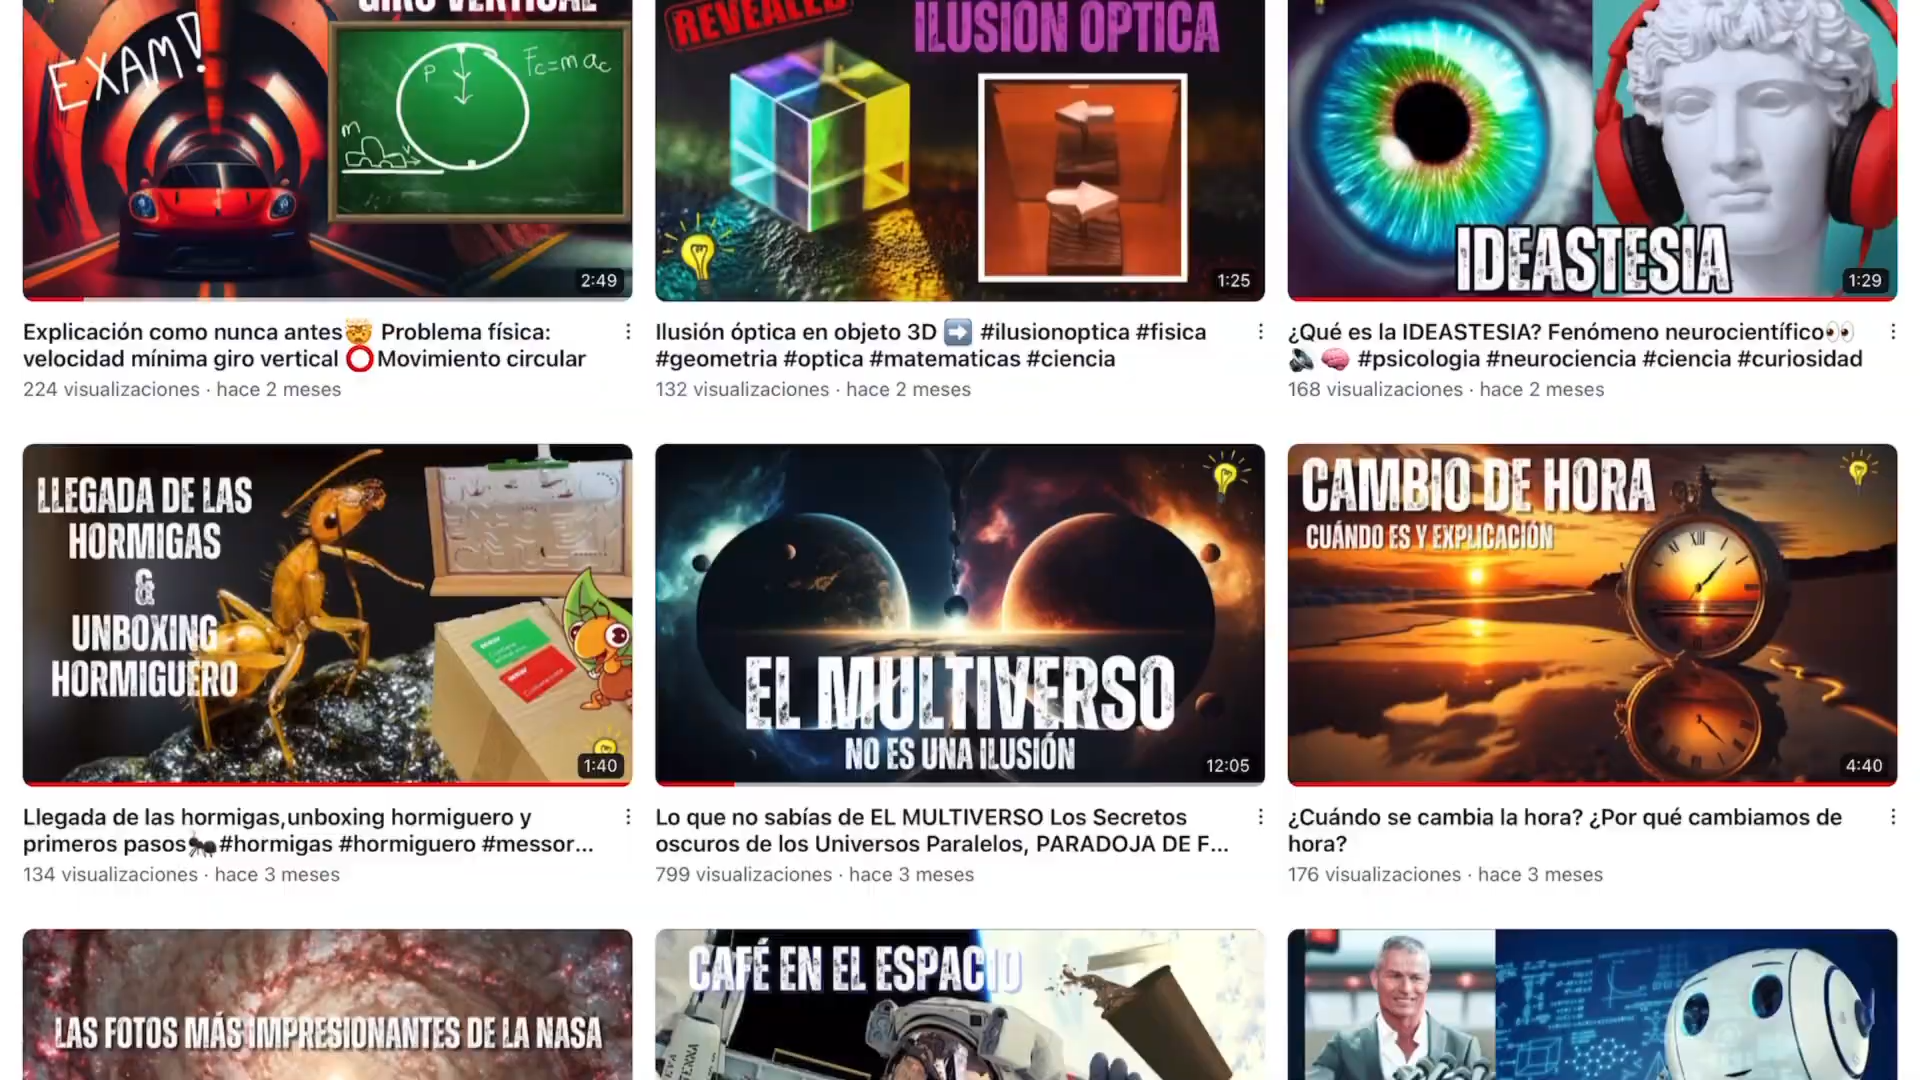 GIRO VERTICAL
EXAM!
P
Fc=m ac
m
2:49
REVEALED
ILUSIÓN ÓPTICA
1:25
IDEASTESIA
1:29
Explicación como nunca antes🤯 Problema física:
velocidad mínima giro vertical ⭕Movimiento circular
224 visualizaciones · hace 2 meses
Ilusión óptica en objeto 3D ➡️ #ilusionoptica #fisica
#geometria #optica #matematicas #ciencia
132 visualizaciones · hace 2 meses
¿Qué es la IDEASTESIA? Fenómeno neurocientífico👀
🔊🧠 #psicologia #neurociencia #ciencia #curiosidad
168 visualizaciones · hace 2 meses
LLEGADA DE LAS
HORMIGAS
&
UNBOXING
HORMIGUERO
1:40
EL MULTIVERSO
NO ES UNA ILUSIÓN
12:05
CAMBIO DE HORA
CUÁNDO ES Y EXPLICACIÓN
XII
4:40
Llegada de las hormigas,unboxing hormiguero y
primeros pasos🐜#hormigas #hormiguero #messor...
134 visualizaciones · hace 3 meses
Lo que no sabías de EL MULTIVERSO Los Secretos
oscuros de los Universos Paralelos, PARADOJA DE F...
799 visualizaciones · hace 3 meses
¿Cuándo se cambia la hora? ¿Por qué cambiamos de
hora?
176 visualizaciones · hace 3 meses
LAS FOTOS MÁS IMPRESIONANTES DE LA NASA
CAFÉ EN EL ESPACIO